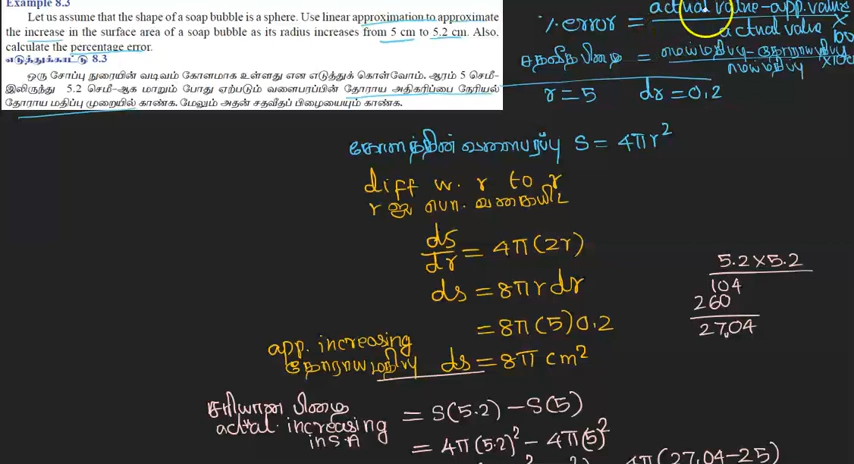 Example 8.3
Let us assume that the shape of a soap bubble is a sphere. Use linear approximation to approximate
the increase in the surface area of a soap bubble as its radius increases from 5 cm to 5.2 cm. Also,
calculate the percentage error.
எடுத்துக்காட்டு 8.3
ஒரு சோப்பு நுரையின் வடிவம் கோளமாக உள்ளது என எடுத்துக் கொள்வோம். ஆரம் 5 செமீ-
இலிருந்து 5.2 செமீ-ஆக மாறும் போது ஏற்படும் வளைபரப்பின் தோராய அதிகரிப்பை நேரியல்
தோராய மதிப்பு முறையில் காண்க. மேலும் அதன் சதவீதப் பிழையையும் காண்க.
% error = actual value - app. value / actual value ×
சதவீத பிழை = மெய்மதிப்பு - தோராயமதிப்பு / மெய்மதிப்பு ×100
r = 5 dr = 0.2
கோளத்தின் வளைபரப்பு S = 4πr²
diff w. r to r
r ஐ பொ. வகையிட
ds/dr = 4π(2r)
ds = 8πr dr
= 8π(5)0.2
app. increasing
தோராயமதிப்பு ds = 8π cm²
5.2×5.2
104
260
27.04
சரியான பிழை
actual increasing
in S.A
= S(5.2) - S(5)
= 4π(5.2)² - 4π(5)²
4π(27.04-25)